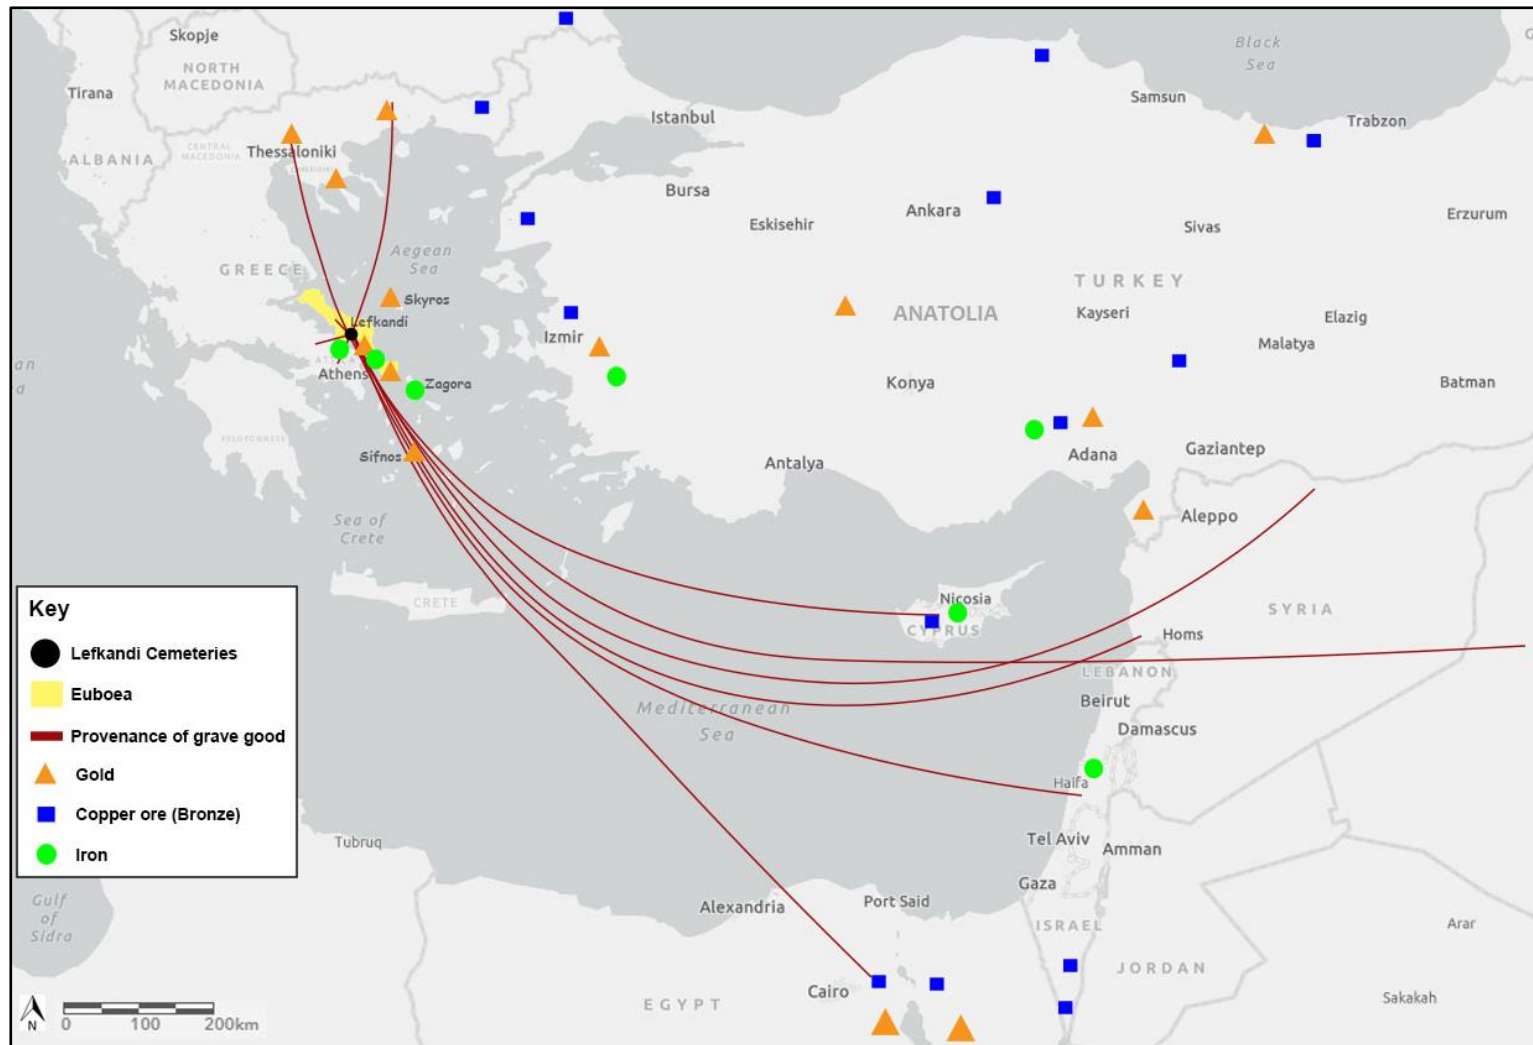 Skopje
NORTH
MACEDONIA
Tirana
ALBANIA
CENTRAL
MACEDONIA
Thessaloniki
Istanbul
Black
Sea
Samsun
Trabzon
Bursa
Eskisehir
Ankara
Sivas
Erzurum
Aegean
Sea
GREECE
Skyros
TURKEY
ANATOLIA
Kayseri
Elazig
Lefkandi
Izmir
Malatya
Athens
Zagora
Konya
Batman
PELOPONNESE
Sifnos
Antalya
Adana
Gaziantep
Sea of
Crete
Aleppo
CRETE
Nicosia
CYPRUS
SYRIA
Homs
LEBANON
Mediterranean
Sea
Beirut
Damascus
Haifa
Tel Aviv
Amman
Tubruq
Gaza
Gulf
of
Sidra
Alexandria
Port Said
ISRAEL
Arar
JORDAN
Cairo
EGYPT
Sakakah
Key
Lefkandi Cemeteries
Euboea
Provenance of grave good
Gold
Copper ore (Bronze)
Iron
N
0 100 200km